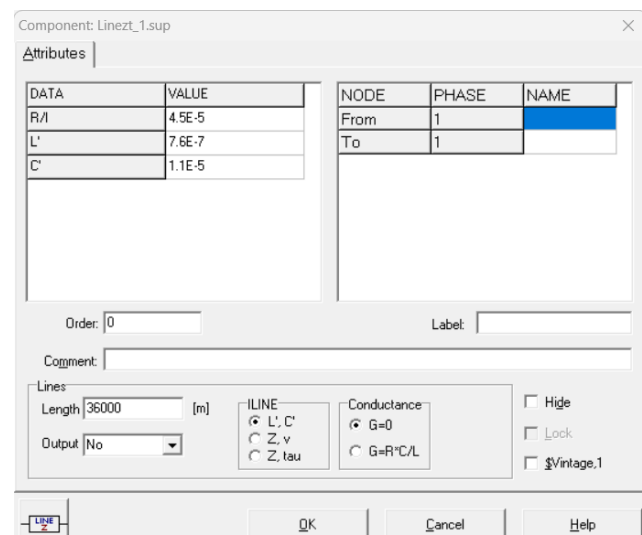 Component: Linezt_1.sup
Attributes
DATA VALUE
R/l 4.5E-5
L' 7.6E-7
C' 1.1E-5
NODE PHASE NAME
From 1
To 1
Order: 0
Label:
Comment:
Lines
Length 36000 [m]
Output No
ILINE
L', C'
Z, v
Z, tau
Conductance
G=0
G=R*C/L
Hide
Lock
$Vintage,1
LINE
Z
OK Cancel Help